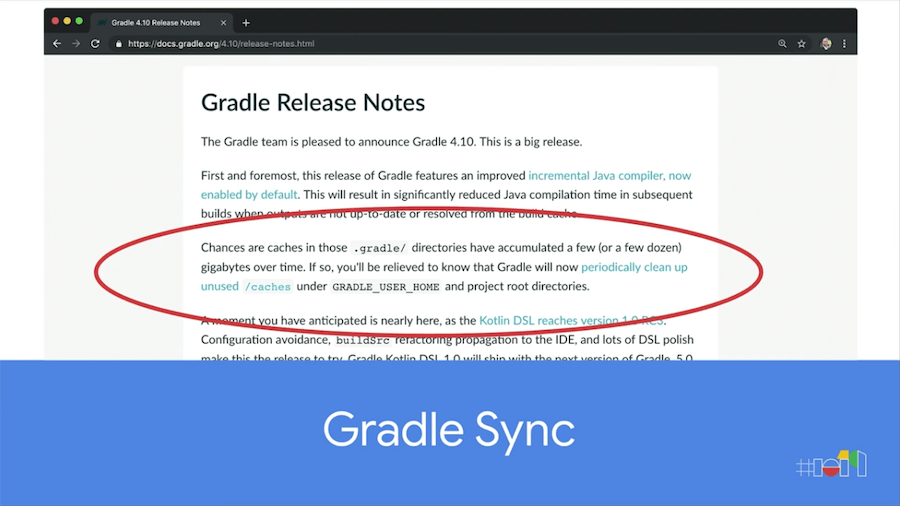 Gradle 4.10 Release Notes
https://docs.gradle.org/4.10/release-notes.html
Gradle Release Notes
The Gradle team is pleased to announce Gradle 4.10. This is a big release.
First and foremost, this release of Gradle features an improved incremental Java compiler, now
enabled by default. This will result in significantly reduced Java compilation time in subsequent
builds when outputs are not up-to-date or resolved from the build cache.
Chances are caches in those .gradle/ directories have accumulated a few (or a few dozen)
gigabytes over time. If so, you'll be relieved to know that Gradle will now periodically clean up
unused /caches under GRADLE_USER_HOME and project root directories.
A moment you have anticipated is nearly here, as the Kotlin DSL reaches version 1.0 RC3.
Configuration avoidance, buildSrc refactoring propagation to the IDE, and lots of DSL polish
make this the release to try. Gradle Kotlin DSL 1.0 will ship with the next version of Gradle, 5.0.
Gradle Sync
#io19